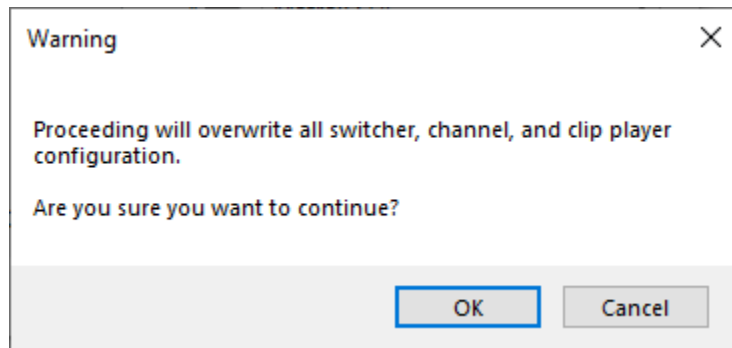 Warning
Proceeding will overwrite all switcher, channel, and clip player
configuration.
Are you sure you want to continue?
OK
Cancel